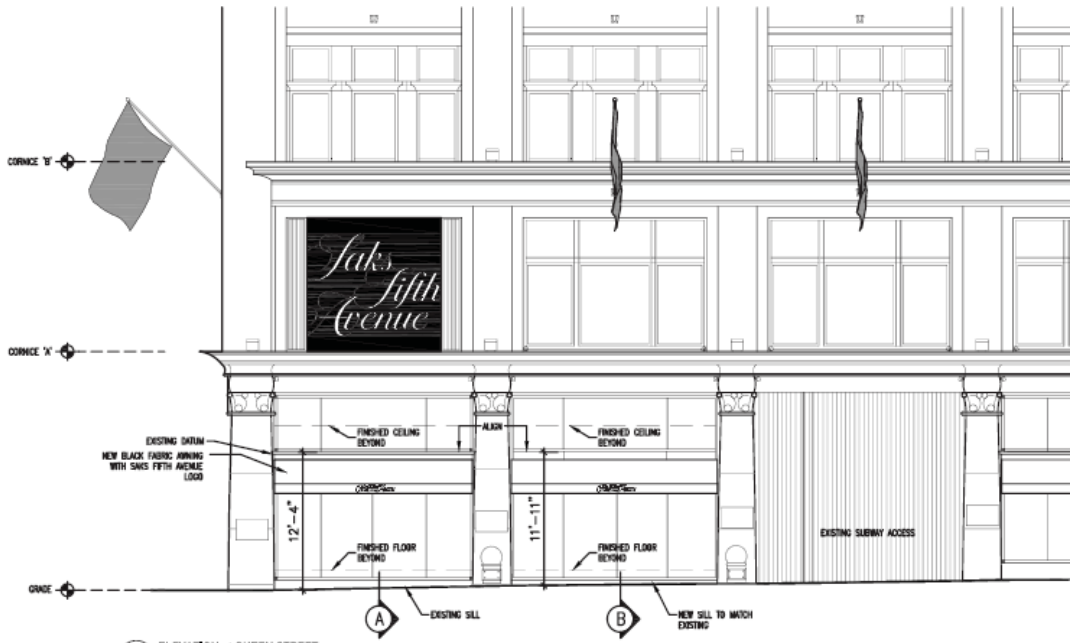 CORNICE 'B'
Saks
fifth
Avenue
CORNICE 'A'
FINISHED CEILING
BEYOND
ALIGN
FINISHED CEILING
BEYOND
EXISTING DATUM
NEW BLACK FABRIC AWNING
WITH SAKS FIFTH AVENUE
LOGO
12'-4"
11'-11"
EXISTING SUBWAY ACCESS
FINISHED FLOOR
BEYOND
FINISHED FLOOR
BEYOND
GRADE
A
EXISTING SILL
B
NEW SILL TO MATCH
EXISTING